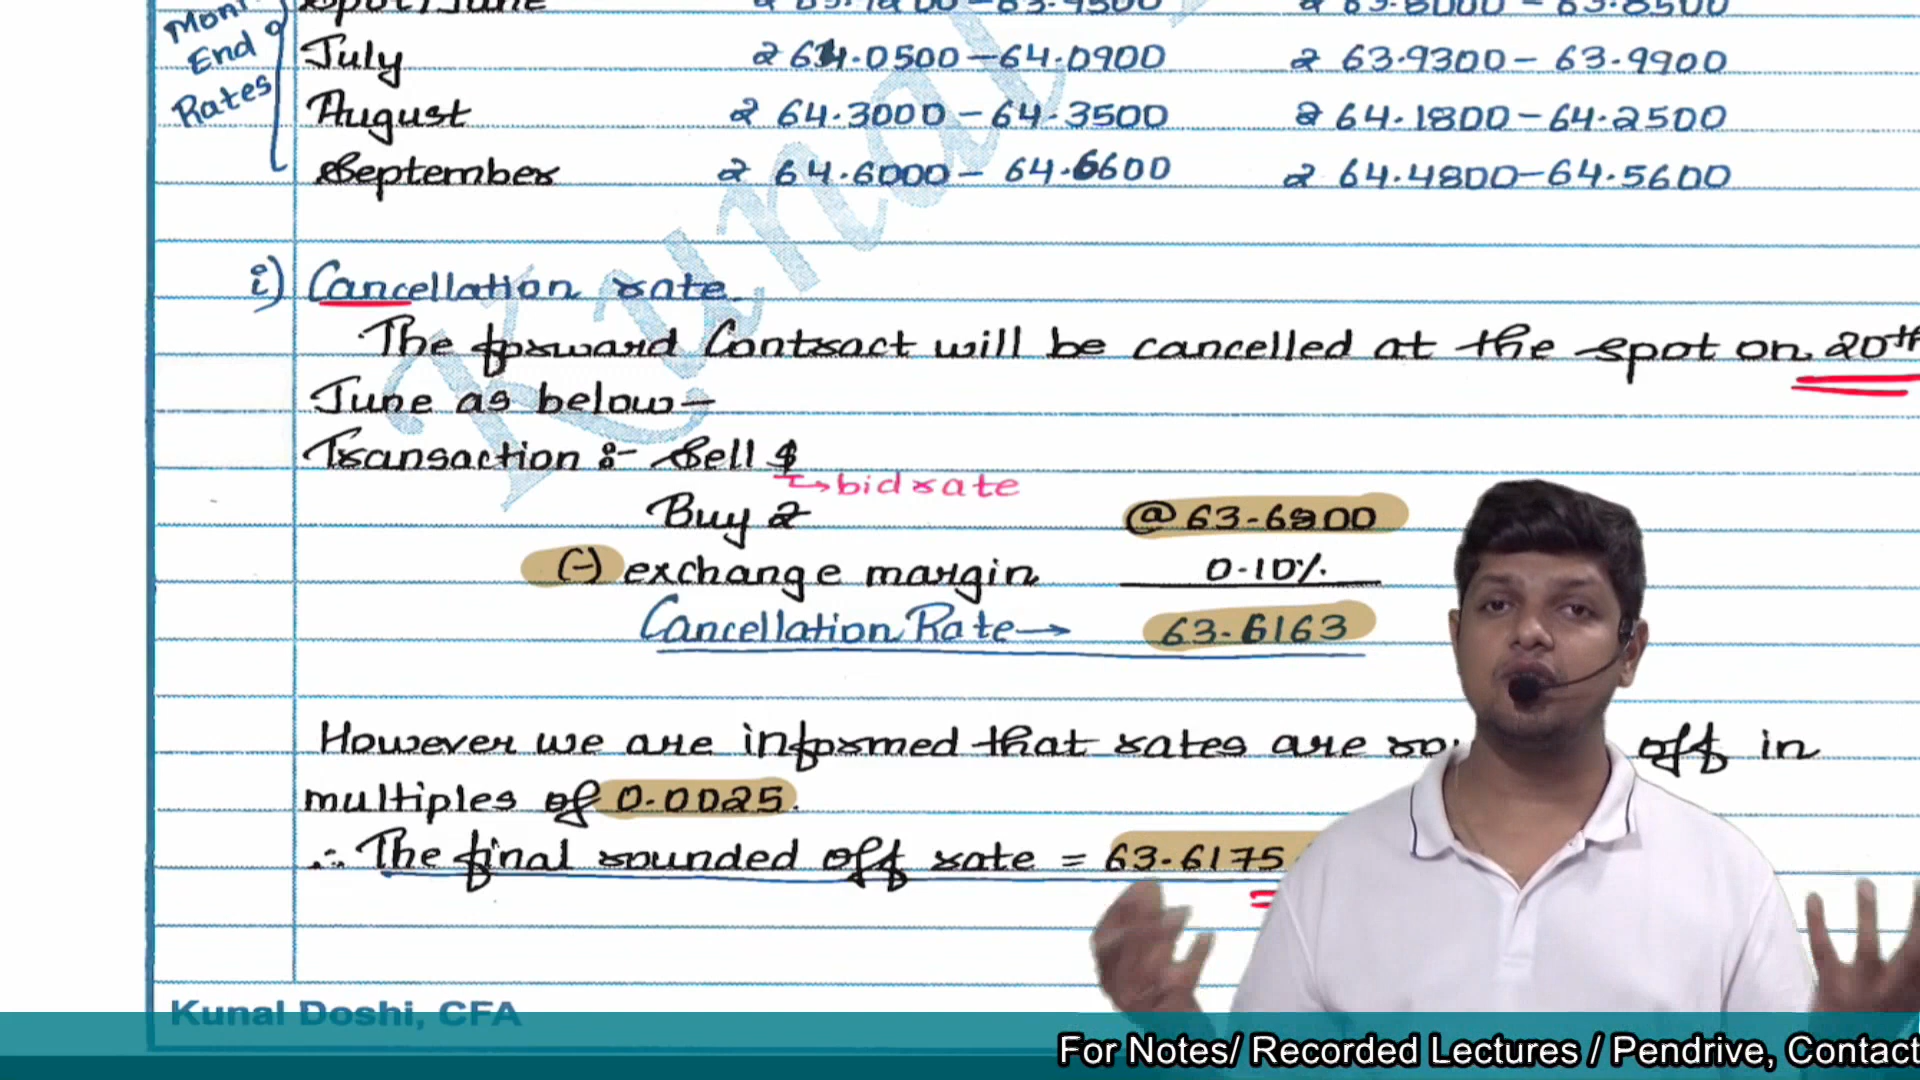 July ₹ 64.0500 – 64.0900 ₹ 63.9300 – 63.9900
End
Rates
August ₹ 64.3000 – 64.3500 ₹ 64.1800 – 64.2500
September ₹ 64.6000 – 64.6600 ₹ 64.4800 – 64.5600
i) Cancellation rate.
The forward Contract will be cancelled at the spot on 20th
June as below –
Transaction :- Sell $
→ bid rate
Buy ₹ @ 63.6800
(-) exchange margin 0.10%
Cancellation Rate → 63.6163
However we are informed that rates are off in
multiples of 0.0025.
∴ The final rounded off rate = 63.6175
Kunal Doshi, CFA
For Notes/ Recorded Lectures / Pendrive, Contact